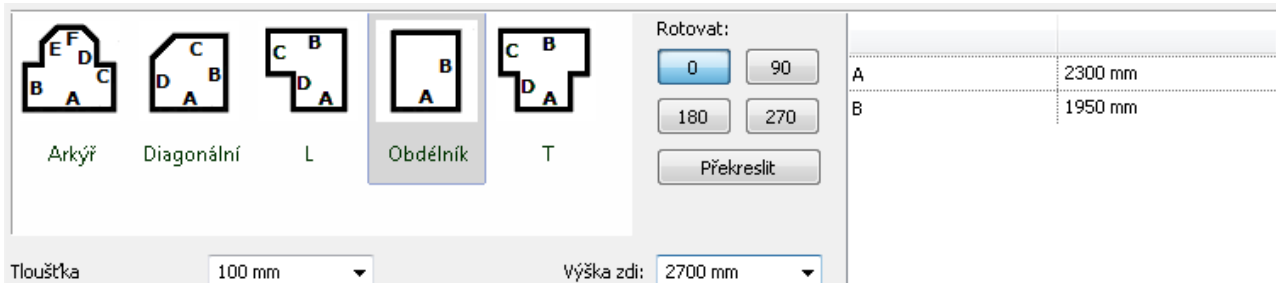 E F D C B A
C D B A
B C D A
B A
B C D A
Arkýř Diagonální L Obdélník T
Rotovat:
0 90
180 270
Překreslit
A 2300 mm
B 1950 mm
Tloušťka 100 mm Výška zdi: 2700 mm